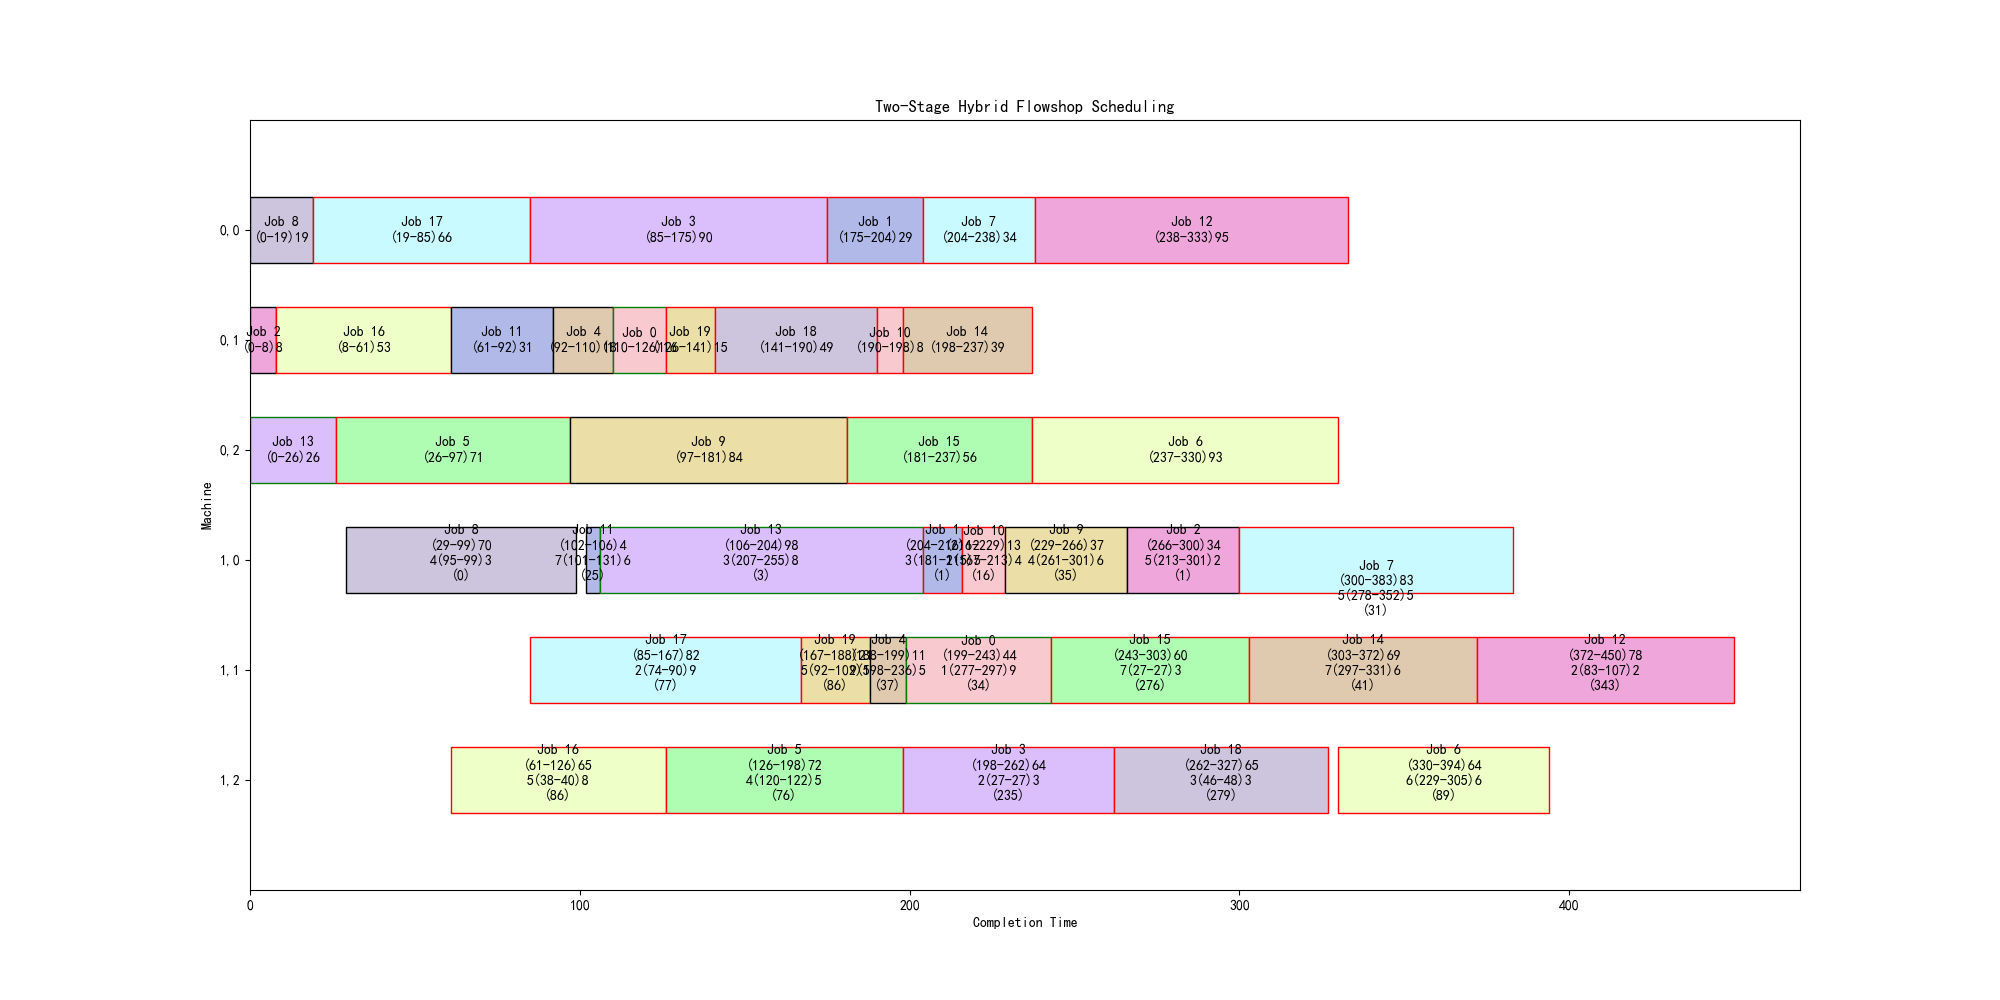 Two-Stage Hybrid Flowshop Scheduling
Machine
0,0
Job 8
(0-19)19
Job 17
(19-85)66
Job 3
(85-175)90
Job 1
(175-204)29
Job 7
(204-238)34
Job 12
(238-333)95
0,1
Job 2
(0-8)8
Job 16
(8-61)53
Job 11
(61-92)31
Job 4
(92-110)18
Job 0
(110-126)16
Job 19
(126-141)15
Job 18
(141-190)49
Job 10
(190-198)8
Job 14
(198-237)39
0,2
Job 13
(0-26)26
Job 5
(26-97)71
Job 9
(97-181)84
Job 15
(181-237)56
Job 6
(237-330)93
1,0
Job 8
(29-99)70
4(95-99)3
(0)
Job 11
(102-106)4
7(101-131)6
(25)
Job 13
(106-204)98
3(207-255)8
(3)
Job 1
(204-216)12
(1)
Job 10
(216-229)13
(16)
Job 9
(229-266)37
4(261-301)6
(35)
Job 2
(266-300)34
5(213-301)2
(1)
Job 7
(300-383)83
5(278-352)5
(31)
1,1
Job 17
(85-167)82
2(74-90)9
(77)
Job 19
(167-188)21
(86)
Job 4
(188-199)11
(37)
Job 0
(199-243)44
1(277-297)9
(34)
Job 15
(243-303)60
7(27-27)3
(276)
Job 14
(303-372)69
7(297-331)6
(41)
Job 12
(372-450)78
2(83-107)2
(343)
1,2
Job 16
(61-126)65
5(38-40)8
(86)
Job 5
(126-198)72
4(120-122)5
(76)
Job 3
(198-262)64
2(27-27)3
(235)
Job 18
(262-327)65
3(46-48)3
(279)
Job 6
(330-394)64
6(229-305)6
(89)
0
100
200
300
400
Completion Time